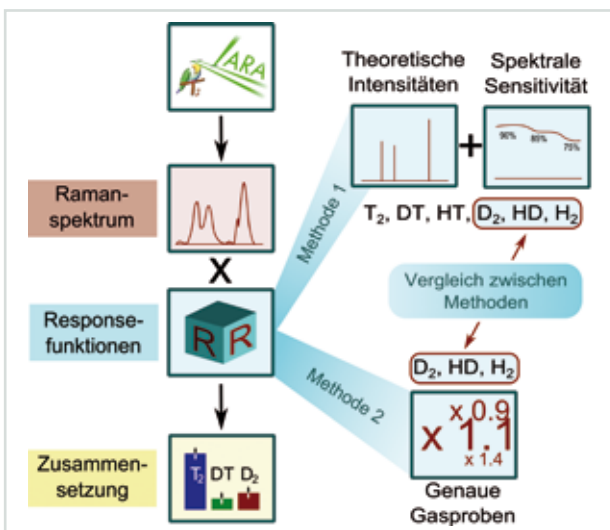 LARA
Raman-
spektrum
X
Response-
funktionen
R R
Zusammen-
setzung
T₂ DT D₂
Methode 1
Theoretische
Intensitäten
+
Spektrale
Sensitivität
90% 85% 75%
T₂, DT, HT, D₂, HD, H₂
Vergleich zwischen
Methoden
Methode 2
D₂, HD, H₂
x 0.9
x 1.1
x 1.4
Genaue
Gasproben